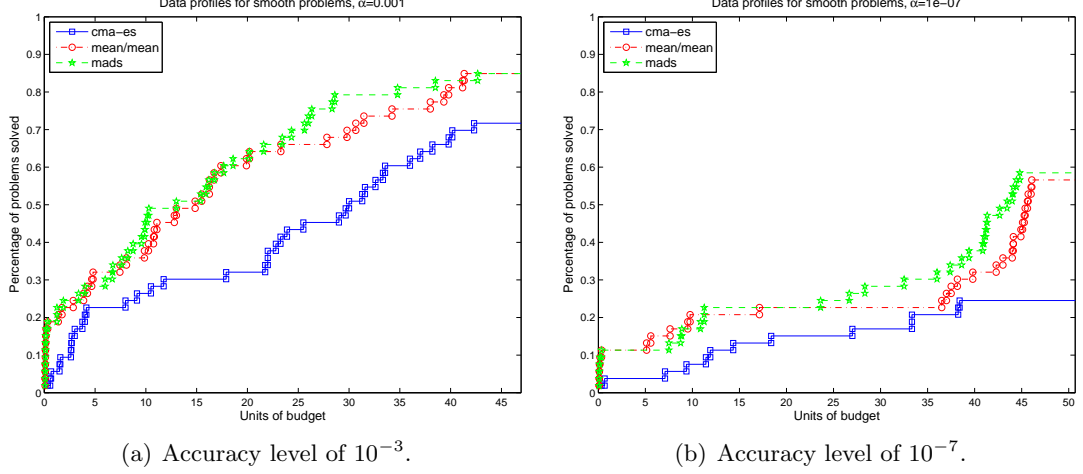 Data profiles for smooth problems, α=0.001
cma−es
mean/mean
mads
Percentage of problems solved
1
0.9
0.8
0.7
0.6
0.5
0.4
0.3
0.2
0.1
0
0 5 10 15 20 25 30 35 40 45
Units of budget
(a) Accuracy level of 10−3.
Data profiles for smooth problems, α=1e−07
cma−es
mean/mean
mads
Percentage of problems solved
1
0.9
0.8
0.7
0.6
0.5
0.4
0.3
0.2
0.1
0
0 5 10 15 20 25 30 35 40 45 50
Units of budget
(b) Accuracy level of 10−7.